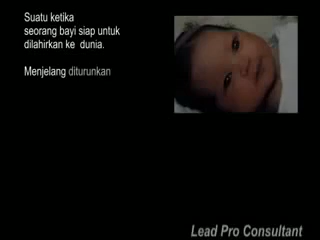 Suatu ketika
seorang bayi siap untuk
dilahirkan ke dunia.
Menjelang diturunkan
Lead Pro Consultant